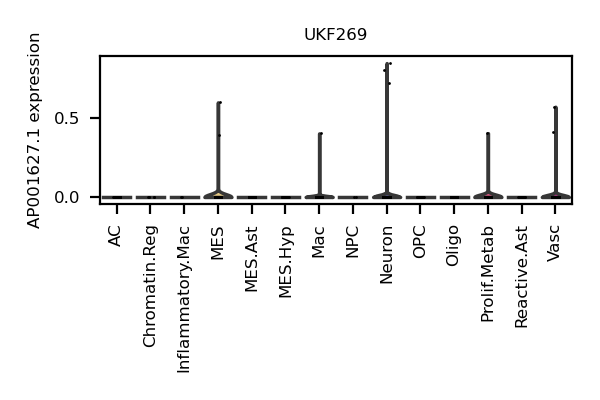 UKF269
AP001627.1 expression
0.5
0.0
AC
Chromatin.Reg
Inflammatory.Mac
MES
MES.Ast
MES.Hyp
Mac
NPC
Neuron
OPC
Oligo
Prolif.Metab
Reactive.Ast
Vasc